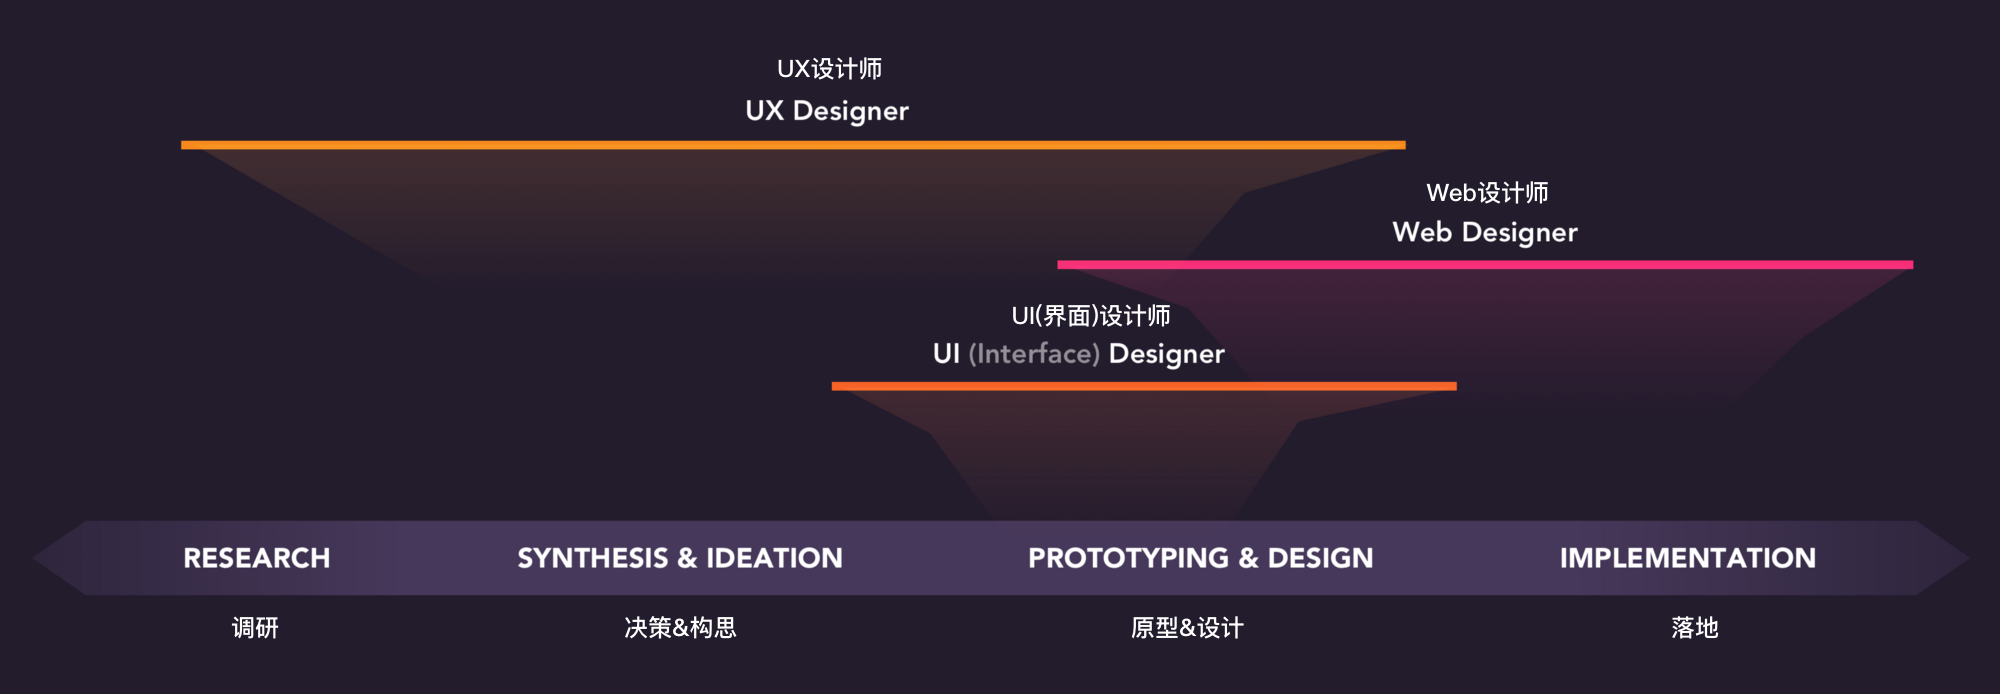 UX设计师
UX Designer
Web设计师
Web Designer
UI(界面)设计师
UI (Interface) Designer
RESEARCH
SYNTHESIS & IDEATION
PROTOTYPING & DESIGN
IMPLEMENTATION
调研
决策&构思
原型&设计
落地